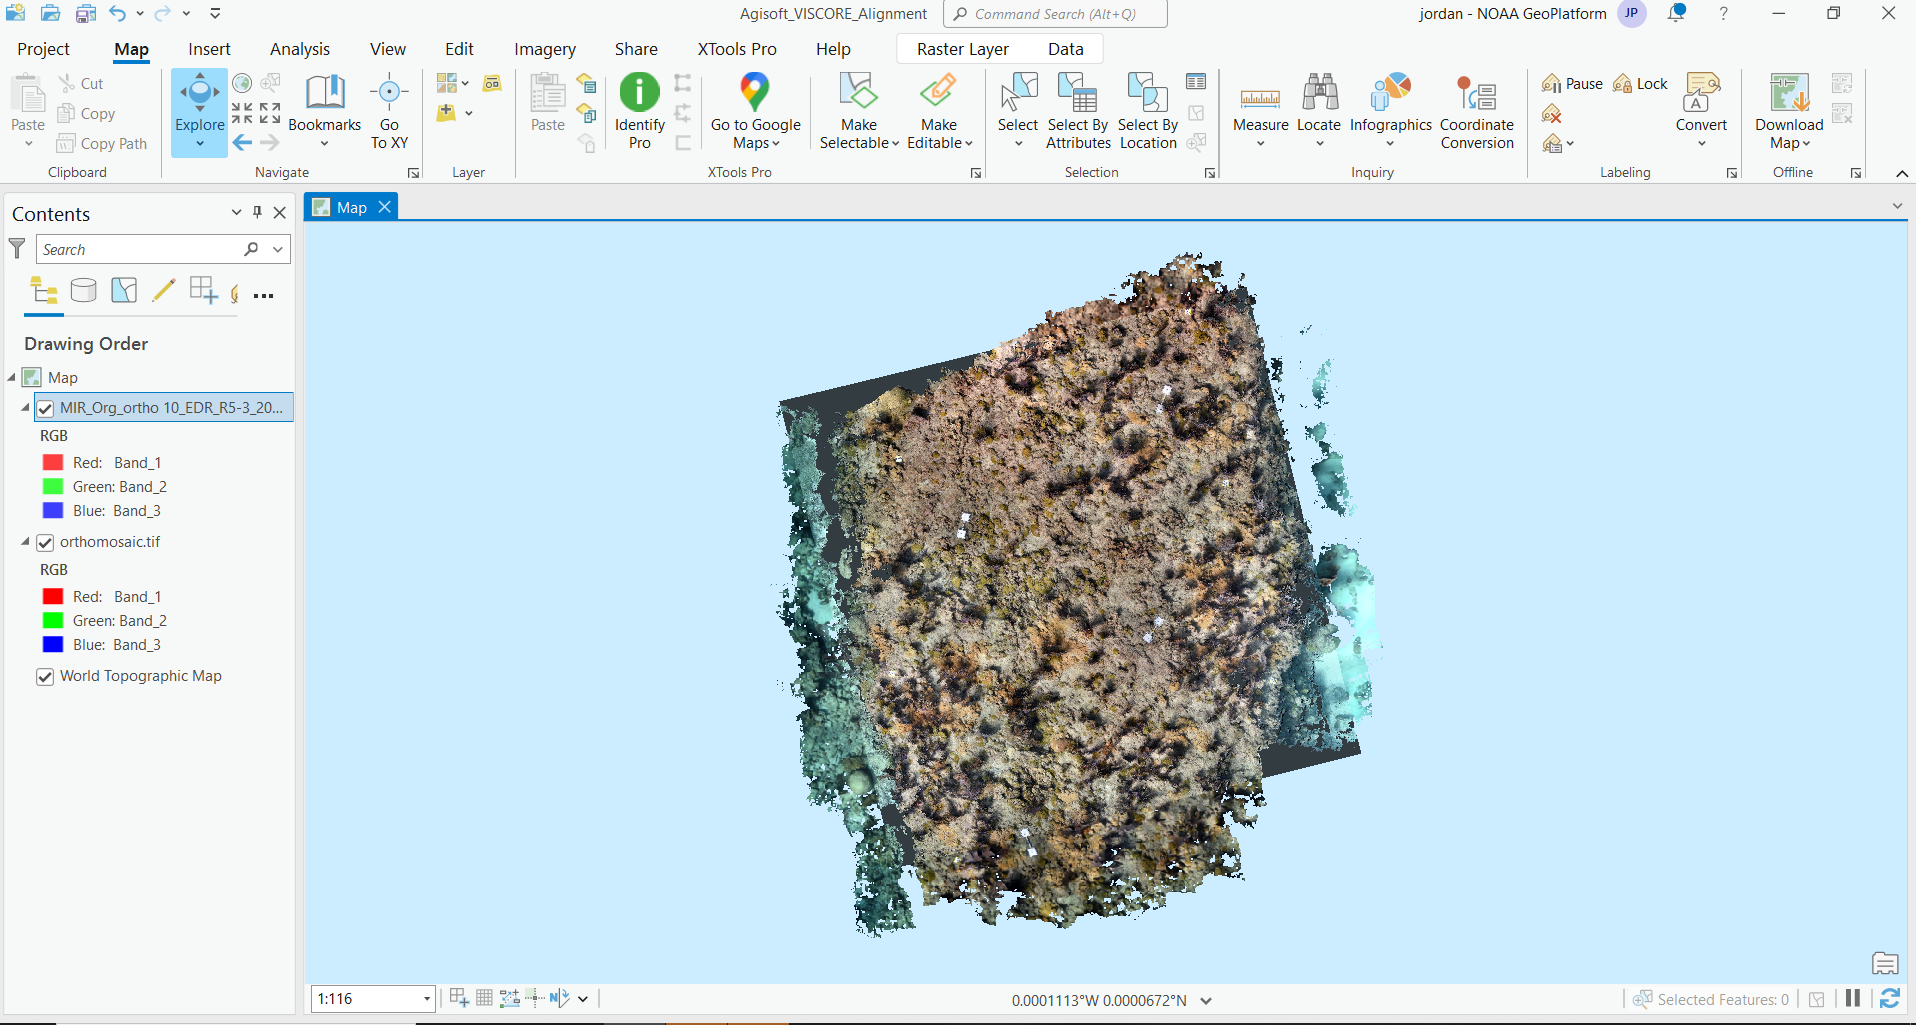 Agisoft_VISCORE_Alignment
Command Search (Alt+Q)
jordan - NOAA GeoPlatform
JP
?
Project Map Insert Analysis View Edit Imagery Share XTools Pro Help Raster Layer Data
Paste
Cut
Copy
Copy Path
Clipboard
Explore
Bookmarks
Go
To XY
Navigate
Layer
Paste
Identify
Pro
Go to Google
Maps
Make
Selectable
Make
Editable
XTools Pro
Select
Select By
Attributes
Select By
Location
Selection
Measure
Locate
Infographics
Coordinate
Conversion
Inquiry
Pause
Lock
Convert
Labeling
Download
Map
Offline
Contents
Search
Drawing Order
Map
MIR_Org_ortho 10_EDR_R5-3_20...
RGB
Red: Band_1
Green: Band_2
Blue: Band_3
orthomosaic.tif
RGB
Red: Band_1
Green: Band_2
Blue: Band_3
World Topographic Map
Map
1:116
0.0001113°W 0.0000672°N
Selected Features: 0